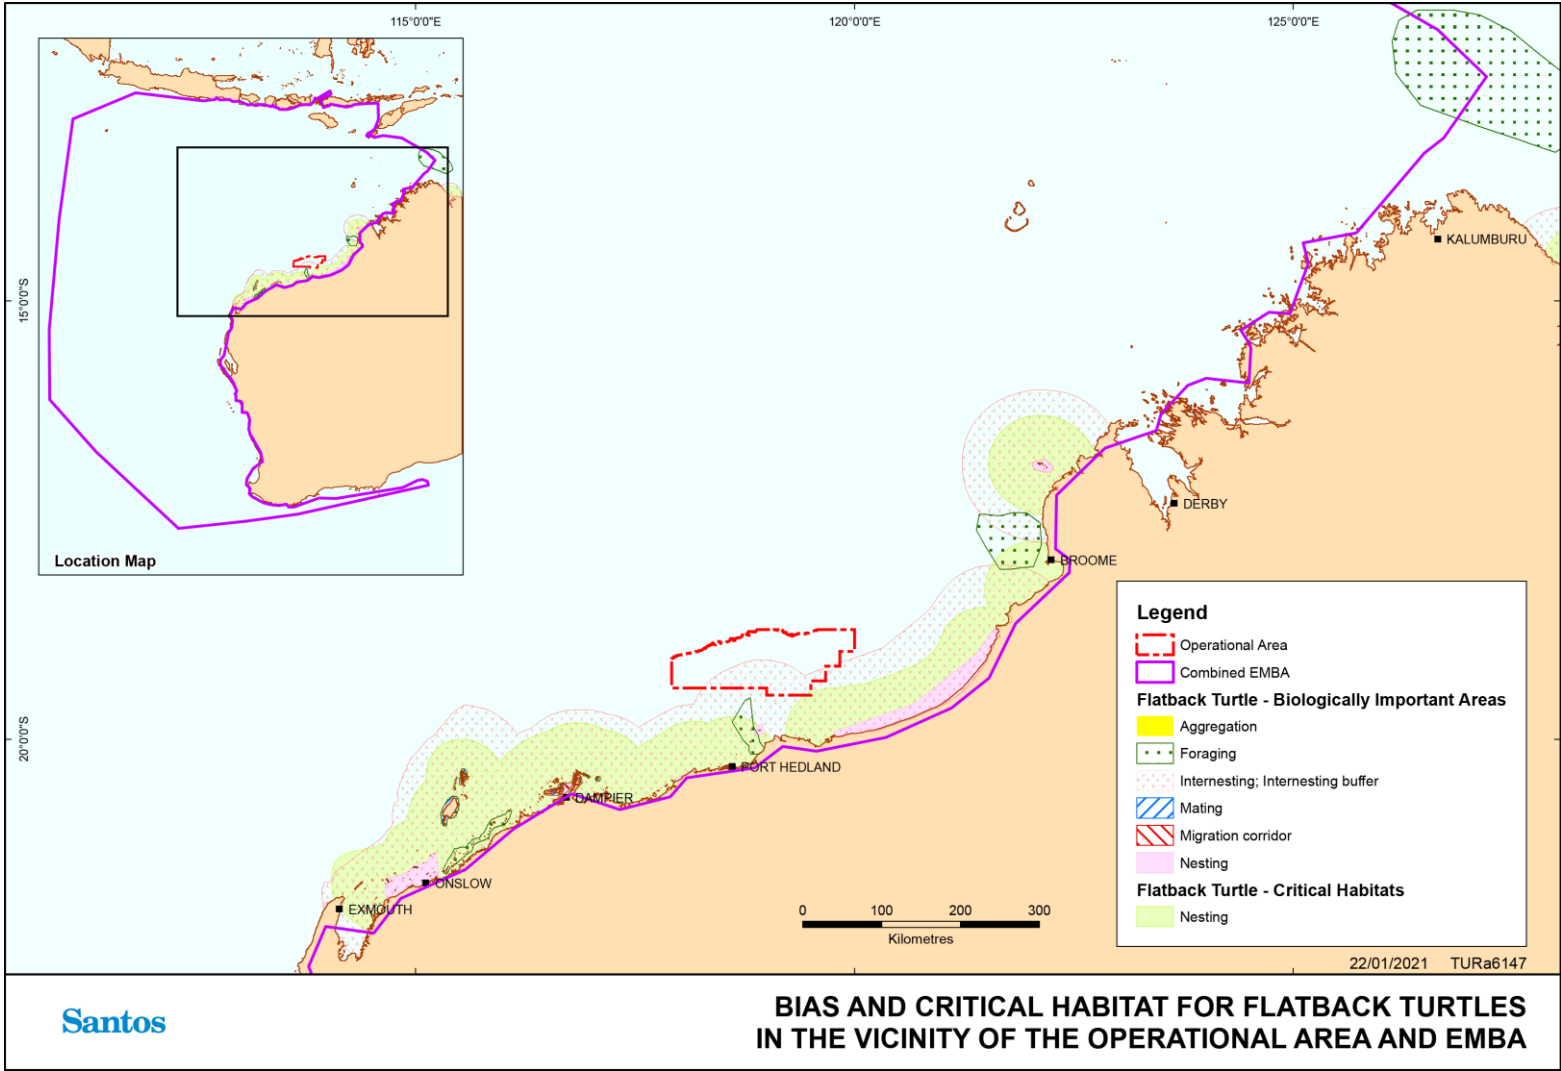 115°0'0"E
120°0'0"E
125°0'0"E
15°0'0"S
20°0'0"S
Location Map
KALUMBURU
DERBY
BROOME
PORT HEDLAND
DAMPIER
ONSLOW
EXMOUTH
Legend
Operational Area
Combined EMBA
Flatback Turtle - Biologically Important Areas
Aggregation
Foraging
Internesting; Internesting buffer
Mating
Migration corridor
Nesting
Flatback Turtle - Critical Habitats
Nesting
0 100 200 300
Kilometres
22/01/2021 TURa6147
Santos
BIAS AND CRITICAL HABITAT FOR FLATBACK TURTLES
IN THE VICINITY OF THE OPERATIONAL AREA AND EMBA